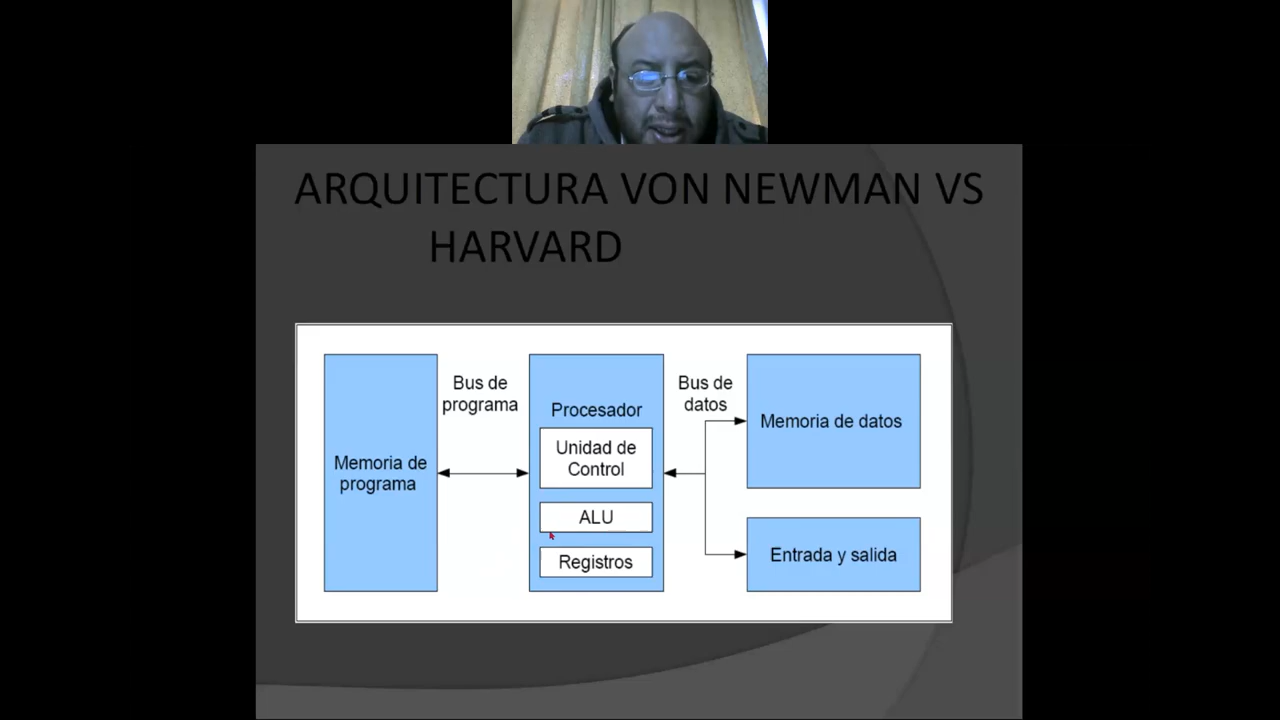 ARQUITECTURA VON NEWMAN VS
HARVARD
Bus de
programa
Bus de
datos
Procesador
Memoria de datos
Unidad de
Control
Memoria de
programa
ALU
Entrada y salida
Registros